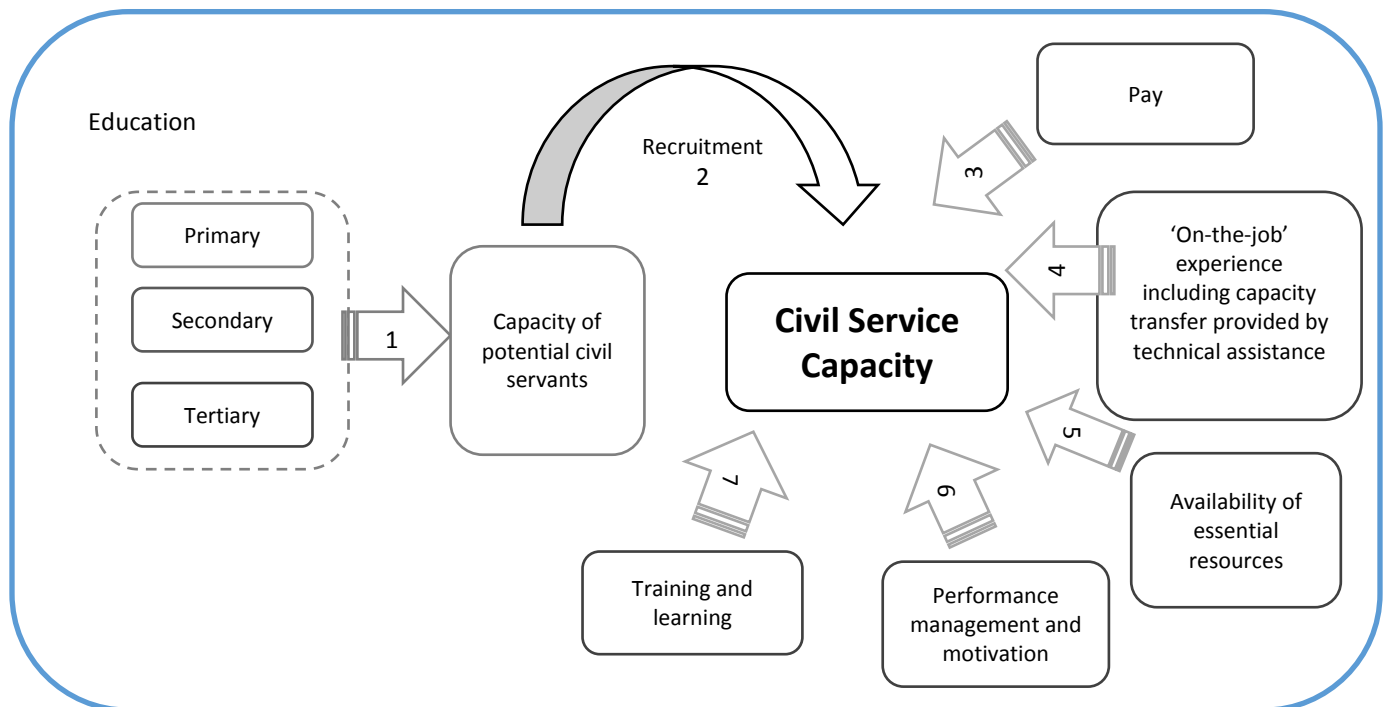 Education
Primary
Secondary
Tertiary
1
Capacity of
potential civil
servants
Recruitment
2
Civil Service
Capacity
3
Pay
4
‘On-the-job’
experience
including capacity
transfer provided by
technical assistance
5
Availability of
essential
resources
6
Performance
management and
motivation
7
Training and
learning